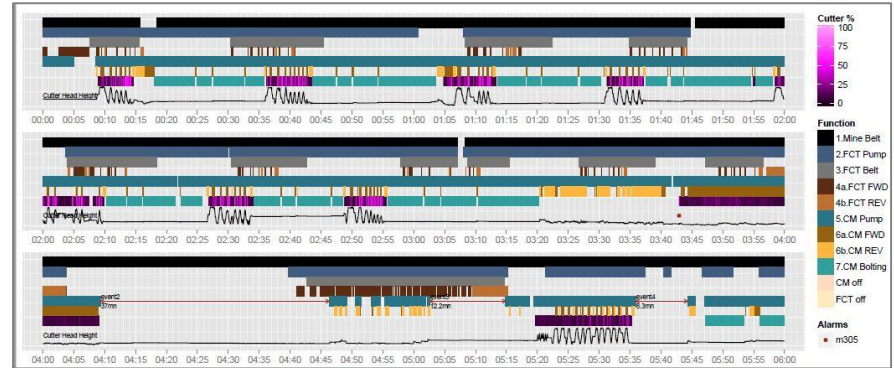 Cutter %
100
75
50
25
0
Function
1.Mine Belt
2.FCT Pump
3.FCT Belt
4a.FCT FWD
4b.FCT REV
5.CM Pump
6a.CM FWD
6b.CM REV
7.CM Bolting
CM off
FCT off
Alarms
m305
Cutter Head Height
00:00 00:05 00:10 00:15 00:20 00:25 00:30 00:35 00:40 00:45 00:50 00:55 01:00 01:05 01:10 01:15 01:20 01:25 01:30 01:35 01:40 01:45 01:50 01:55 02:00
Cutter Head Height
02:00 02:05 02:10 02:15 02:20 02:25 02:30 02:35 02:40 02:45 02:50 02:55 03:00 03:05 03:10 03:15 03:20 03:25 03:30 03:35 03:40 03:45 03:50 03:55 04:00
event2
37mn
12.2mn
event4
8.3mn
Cutter Head Height
04:00 04:05 04:10 04:15 04:20 04:25 04:30 04:35 04:40 04:45 04:50 04:55 05:00 05:05 05:10 05:15 05:20 05:25 05:30 05:35 05:40 05:45 05:50 05:55 06:00